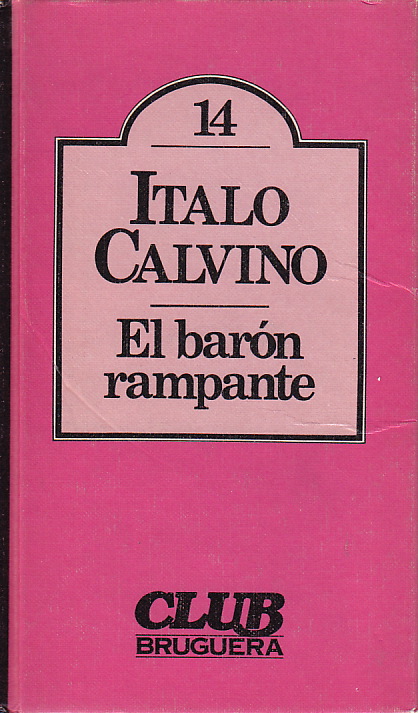 14
ITALO
CALVINO
El barón
rampante
CLUB
BRUGUERA